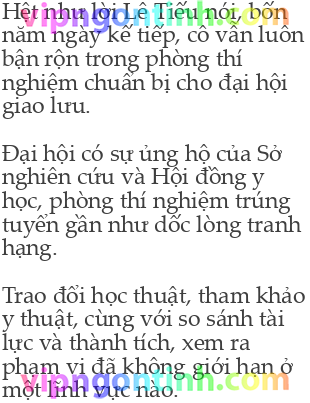 Hệt như lời Lê Tiếu nói, bốn
vipngontinh.com
năm ngày kế tiếp, cô vẫn luôn
bận rộn trong phòng thí
nghiệm chuẩn bị cho đại hội
giao lưu.
Đại hội có sự ủng hộ của Sở
nghiên cứu và Hội đồng y
học, phòng thí nghiệm trúng
tuyển gần như dốc lòng tranh
hạng.
Trao đổi học thuật, tham khảo
y thuật, cùng với so sánh tài
lực và thành tích, xem ra
phạm vi đã không giới hạn ở
vipngontinh.com
một lĩnh vực nào.